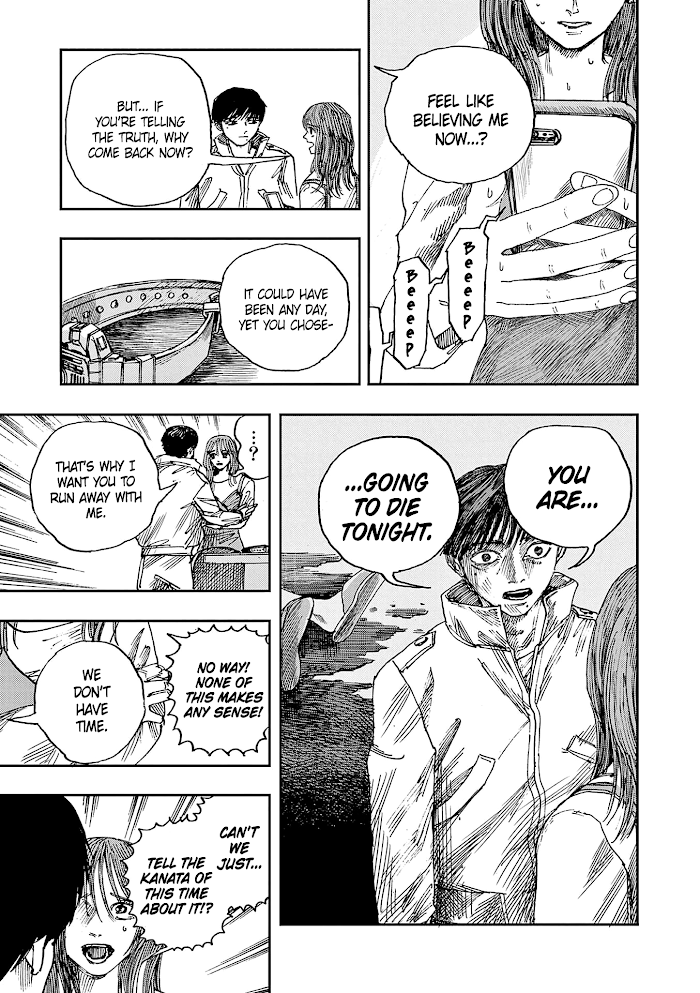 FEEL LIKE
BELIEVING ME
NOW...?
Beeeep
Beeeep
BUT... IF
YOU'RE TELLING
THE TRUTH, WHY
COME BACK NOW?
IT COULD HAVE
BEEN ANY DAY,
YET YOU CHOSE-
YOU
ARE...
...GOING
TO DIE
TONIGHT.
...?
THAT'S WHY I
WANT YOU TO
RUN AWAY WITH
ME.
NO WAY!
NONE OF
THIS MAKES
ANY SENSE!
WE
DON'T
HAVE
TIME.
CAN'T
WE
JUST...
TELL THE
KANATA OF
THIS TIME
ABOUT IT!?